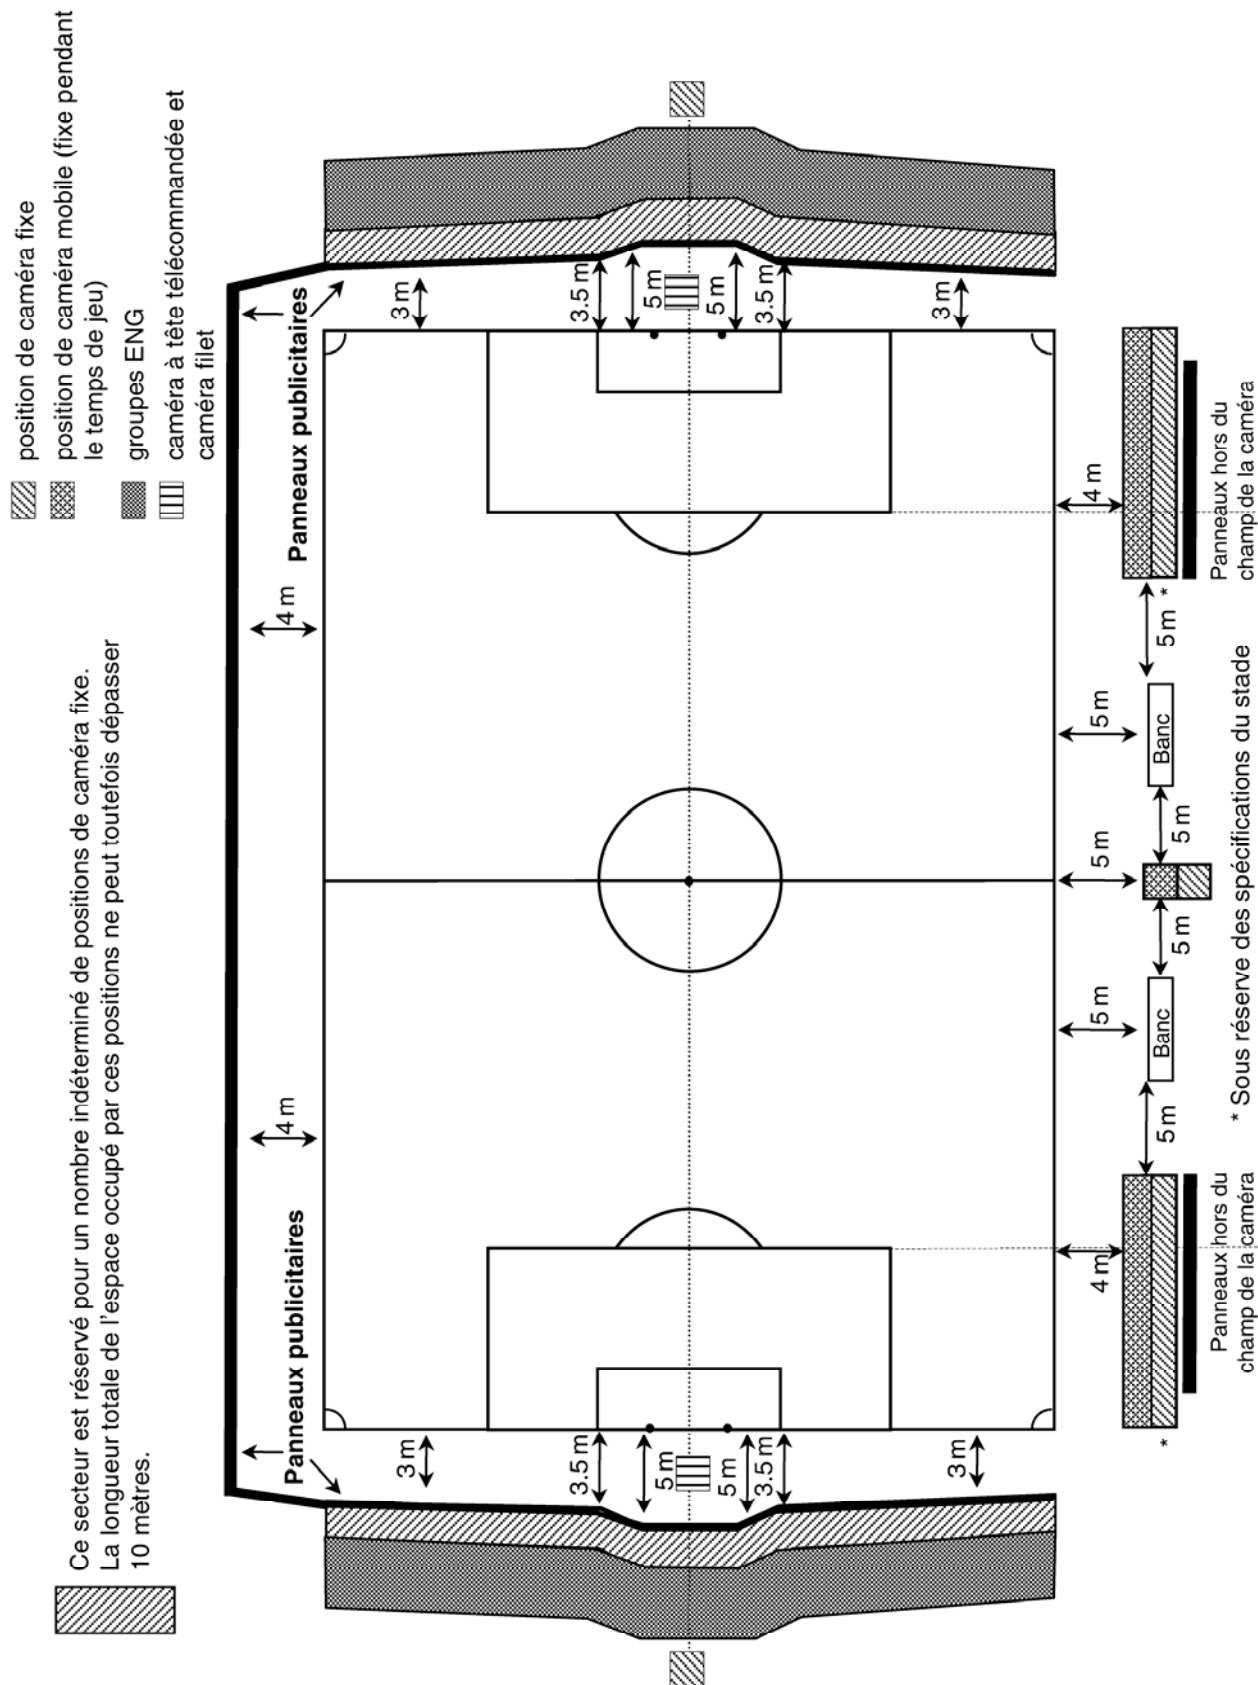 position de caméra fixe
position de caméra mobile (fixe pendant
le temps de jeu)
groupes ENG
caméra à tête télécommandée et
caméra filet
Ce secteur est réservé pour un nombre indéterminé de positions de caméra fixe.
La longueur totale de l'espace occupé par ces positions ne peut toutefois dépasser
10 mètres.
Panneaux publicitaires
Panneaux publicitaires
4 m
4 m
3 m
3 m
3.5 m
3.5 m
5 m
5 m
5 m
5 m
3.5 m
3.5 m
3 m
3 m
4 m
5 m
5 m
5 m
4 m
*
5 m
Banc
5 m
5 m
Banc
5 m
*
Panneaux hors du
champ de la caméra
Panneaux hors du
champ de la caméra
* Sous réserve des spécifications du stade